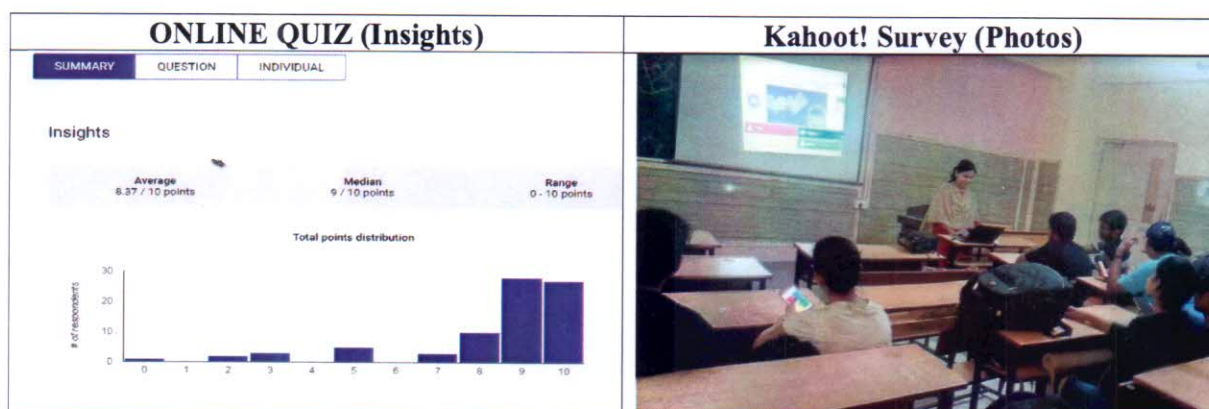 ONLINE QUIZ (Insights)
Kahoot! Survey (Photos)
SUMMARY QUESTION INDIVIDUAL
Insights
Average
8.37 / 10 points
Median
9 / 10 points
Range
0 - 10 points
Total points distribution
# of respondents
30
20
10
0
0 1 2 3 4 5 6 7 8 9 10